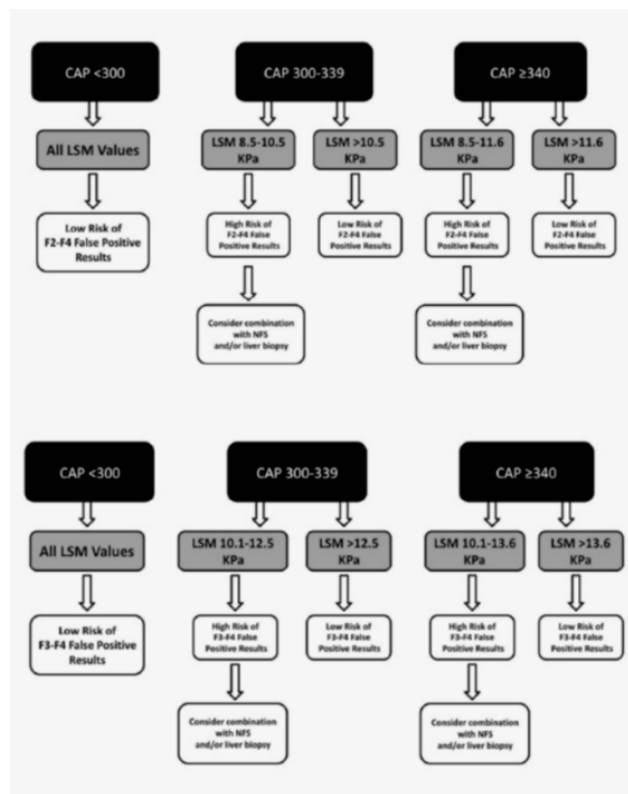 CAP <300
CAP 300-339
CAP ≥340
All LSM Values
LSM 8.5-10.5
KPa
LSM >10.5
KPa
LSM 8.5-11.6
KPa
LSM >11.6
KPa
Low Risk of
F2-F4 False Positive
Results
High Risk of
F2-F4 False
Positive Results
Low Risk of
F2-F4 False
Positive Results
High Risk of
F2-F4 False
Positive Results
Low Risk of
F2-F4 False
Positive Results
Consider combination
with NFS
and/or liver biopsy
Consider combination
with NFS
and/or liver biopsy
CAP <300
CAP 300-339
CAP ≥340
All LSM Values
LSM 10.1-12.5
KPa
LSM >12.5
KPa
LSM 10.1-13.6
KPa
LSM >13.6
KPa
Low Risk of
F3-F4 False Positive
Results
High Risk of
F3-F4 False
Positive Results
Low Risk of
F3-F4 False
Positive Results
High Risk of
F3-F4 False
Positive Results
Low Risk of
F3-F4 False
Positive Results
Consider combination
with NFS
and/or liver biopsy
Consider combination
with NFS
and/or liver biopsy